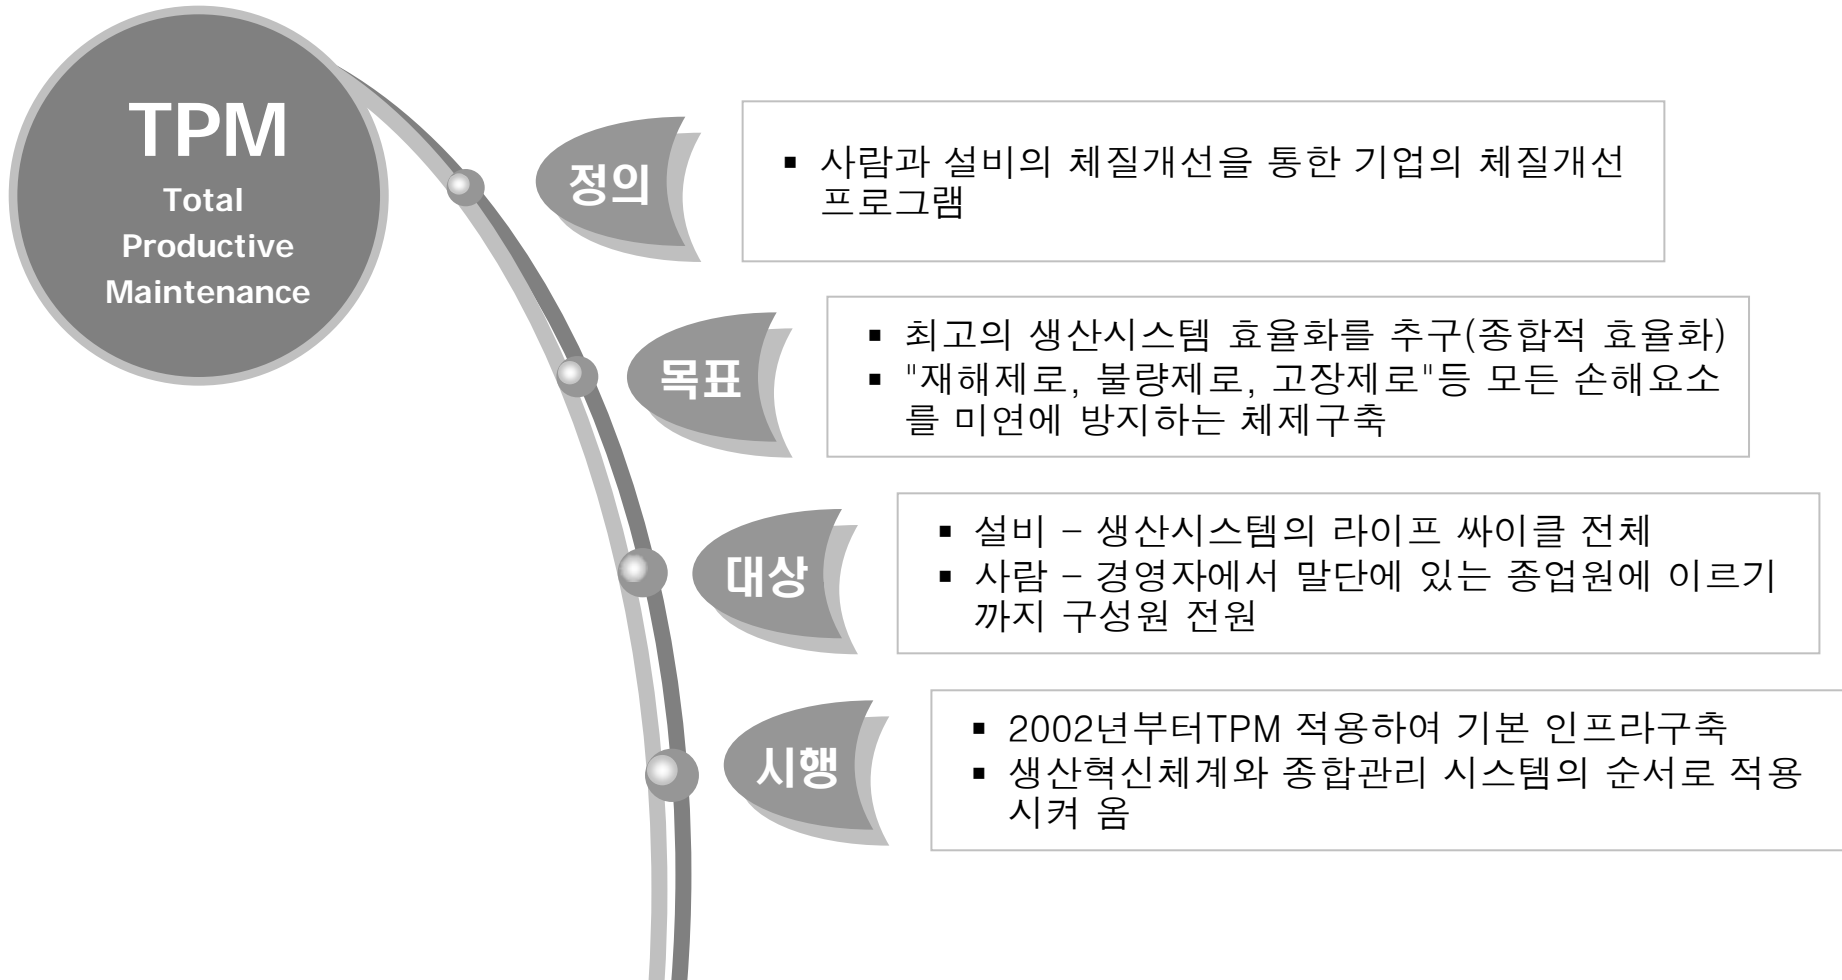 TPM
Total
Productive
Maintenance
정의
▪ 사람과 설비의 체질개선을 통한 기업의 체질개선
프로그램
목표
▪ 최고의 생산시스템 효율화를 추구(종합적 효율화)
▪ "재해제로, 불량제로, 고장제로"등 모든 손해요소
를 미연에 방지하는 체제구축
대상
▪ 설비 – 생산시스템의 라이프 싸이클 전체
▪ 사람 – 경영자에서 말단에 있는 종업원에 이르기
까지 구성원 전원
시행
▪ 2002년부터TPM 적용하여 기본 인프라구축
▪ 생산혁신체계와 종합관리 시스템의 순서로 적용
시켜 옴